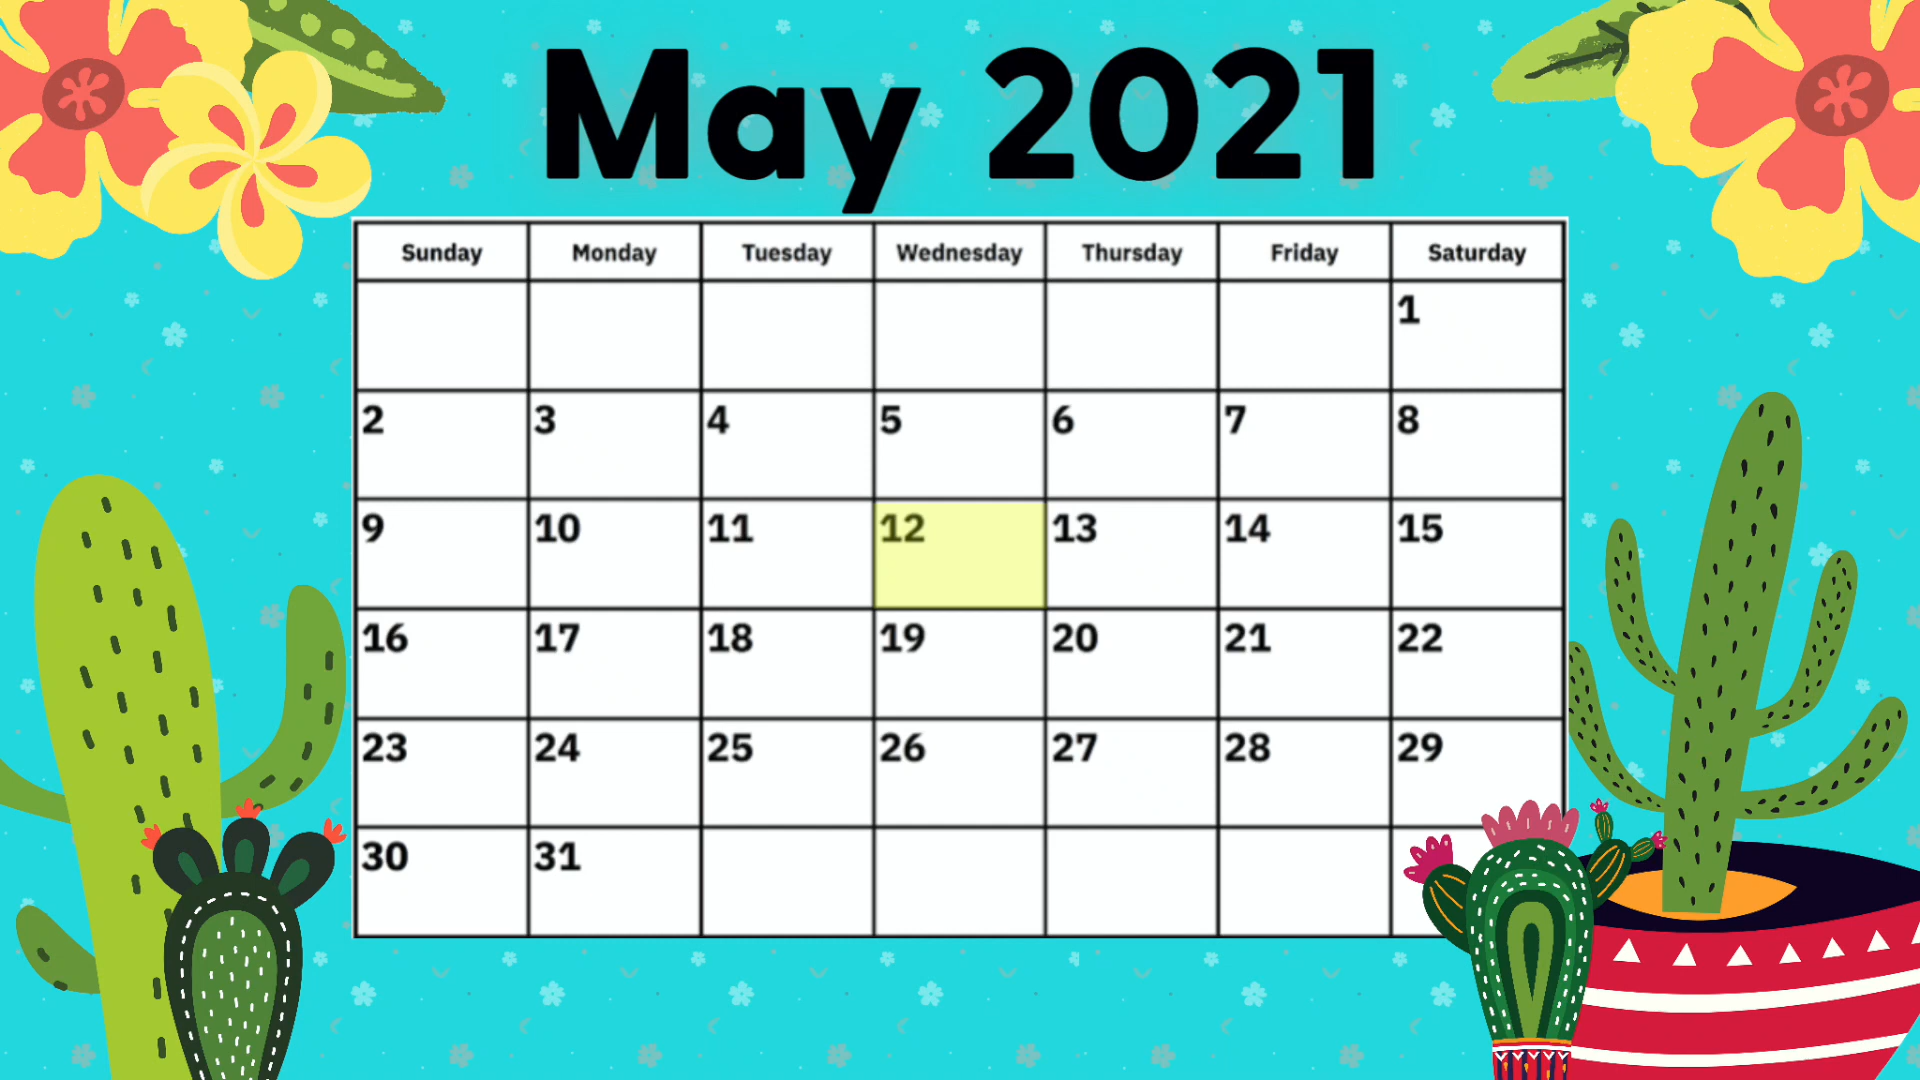 May 2021
Sunday Monday Tuesday Wednesday Thursday Friday Saturday
1
2 3 4 5 6 7 8
9 10 11 12 13 14 15
16 17 18 19 20 21 22
23 24 25 26 27 28 29
30 31